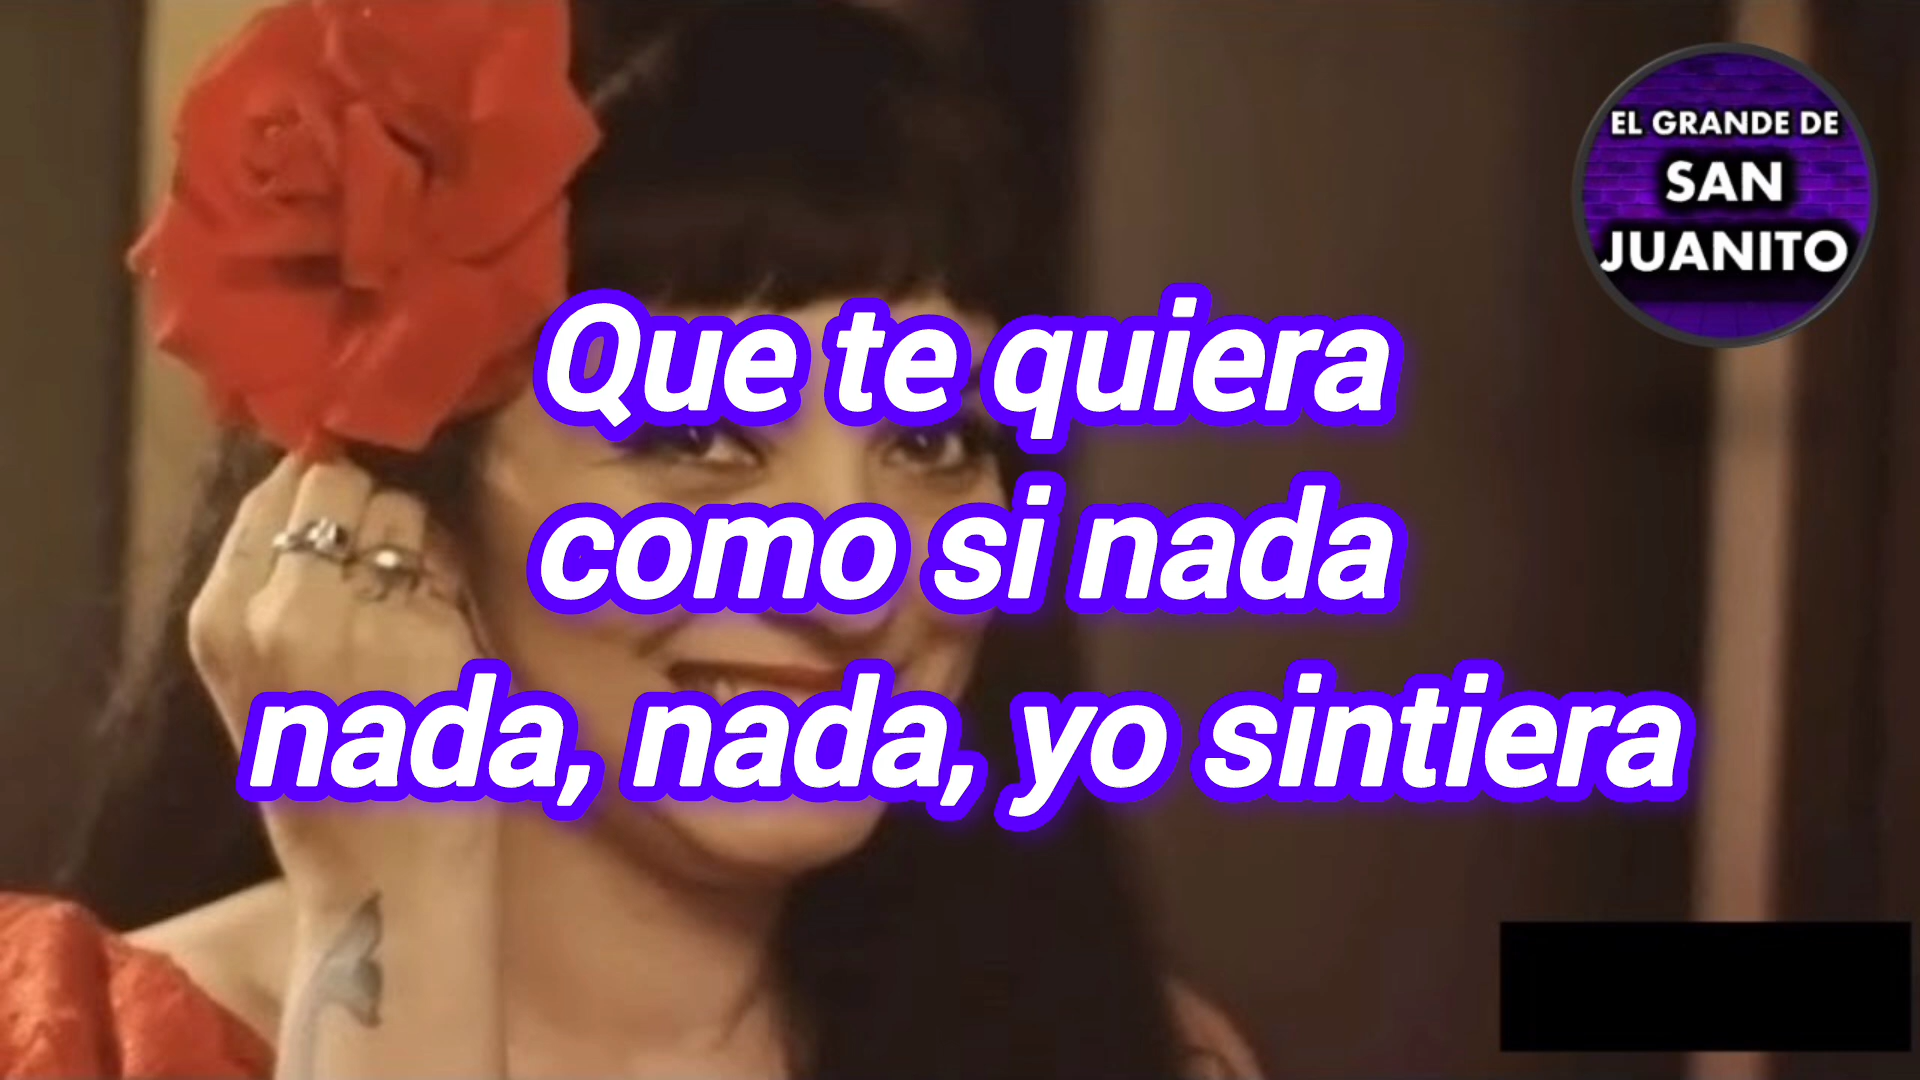 EL GRANDE DE
SAN
JUANITO
Que te quiera
como si nada
nada, nada, yo sintiera